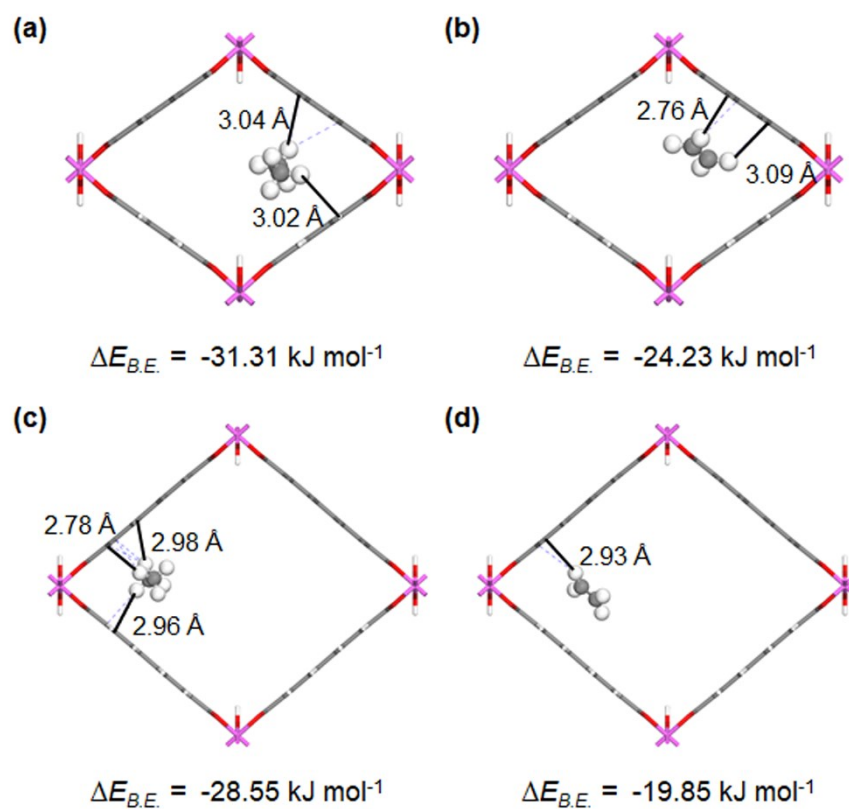 (a)
(b)
3.04 Å
3.02 Å
2.76 Å
3.09 Å
ΔE_B.E. = -31.31 kJ mol⁻¹
ΔE_B.E. = -24.23 kJ mol⁻¹
(c)
(d)
2.78 Å
2.98 Å
2.96 Å
2.93 Å
ΔE_B.E. = -28.55 kJ mol⁻¹
ΔE_B.E. = -19.85 kJ mol⁻¹